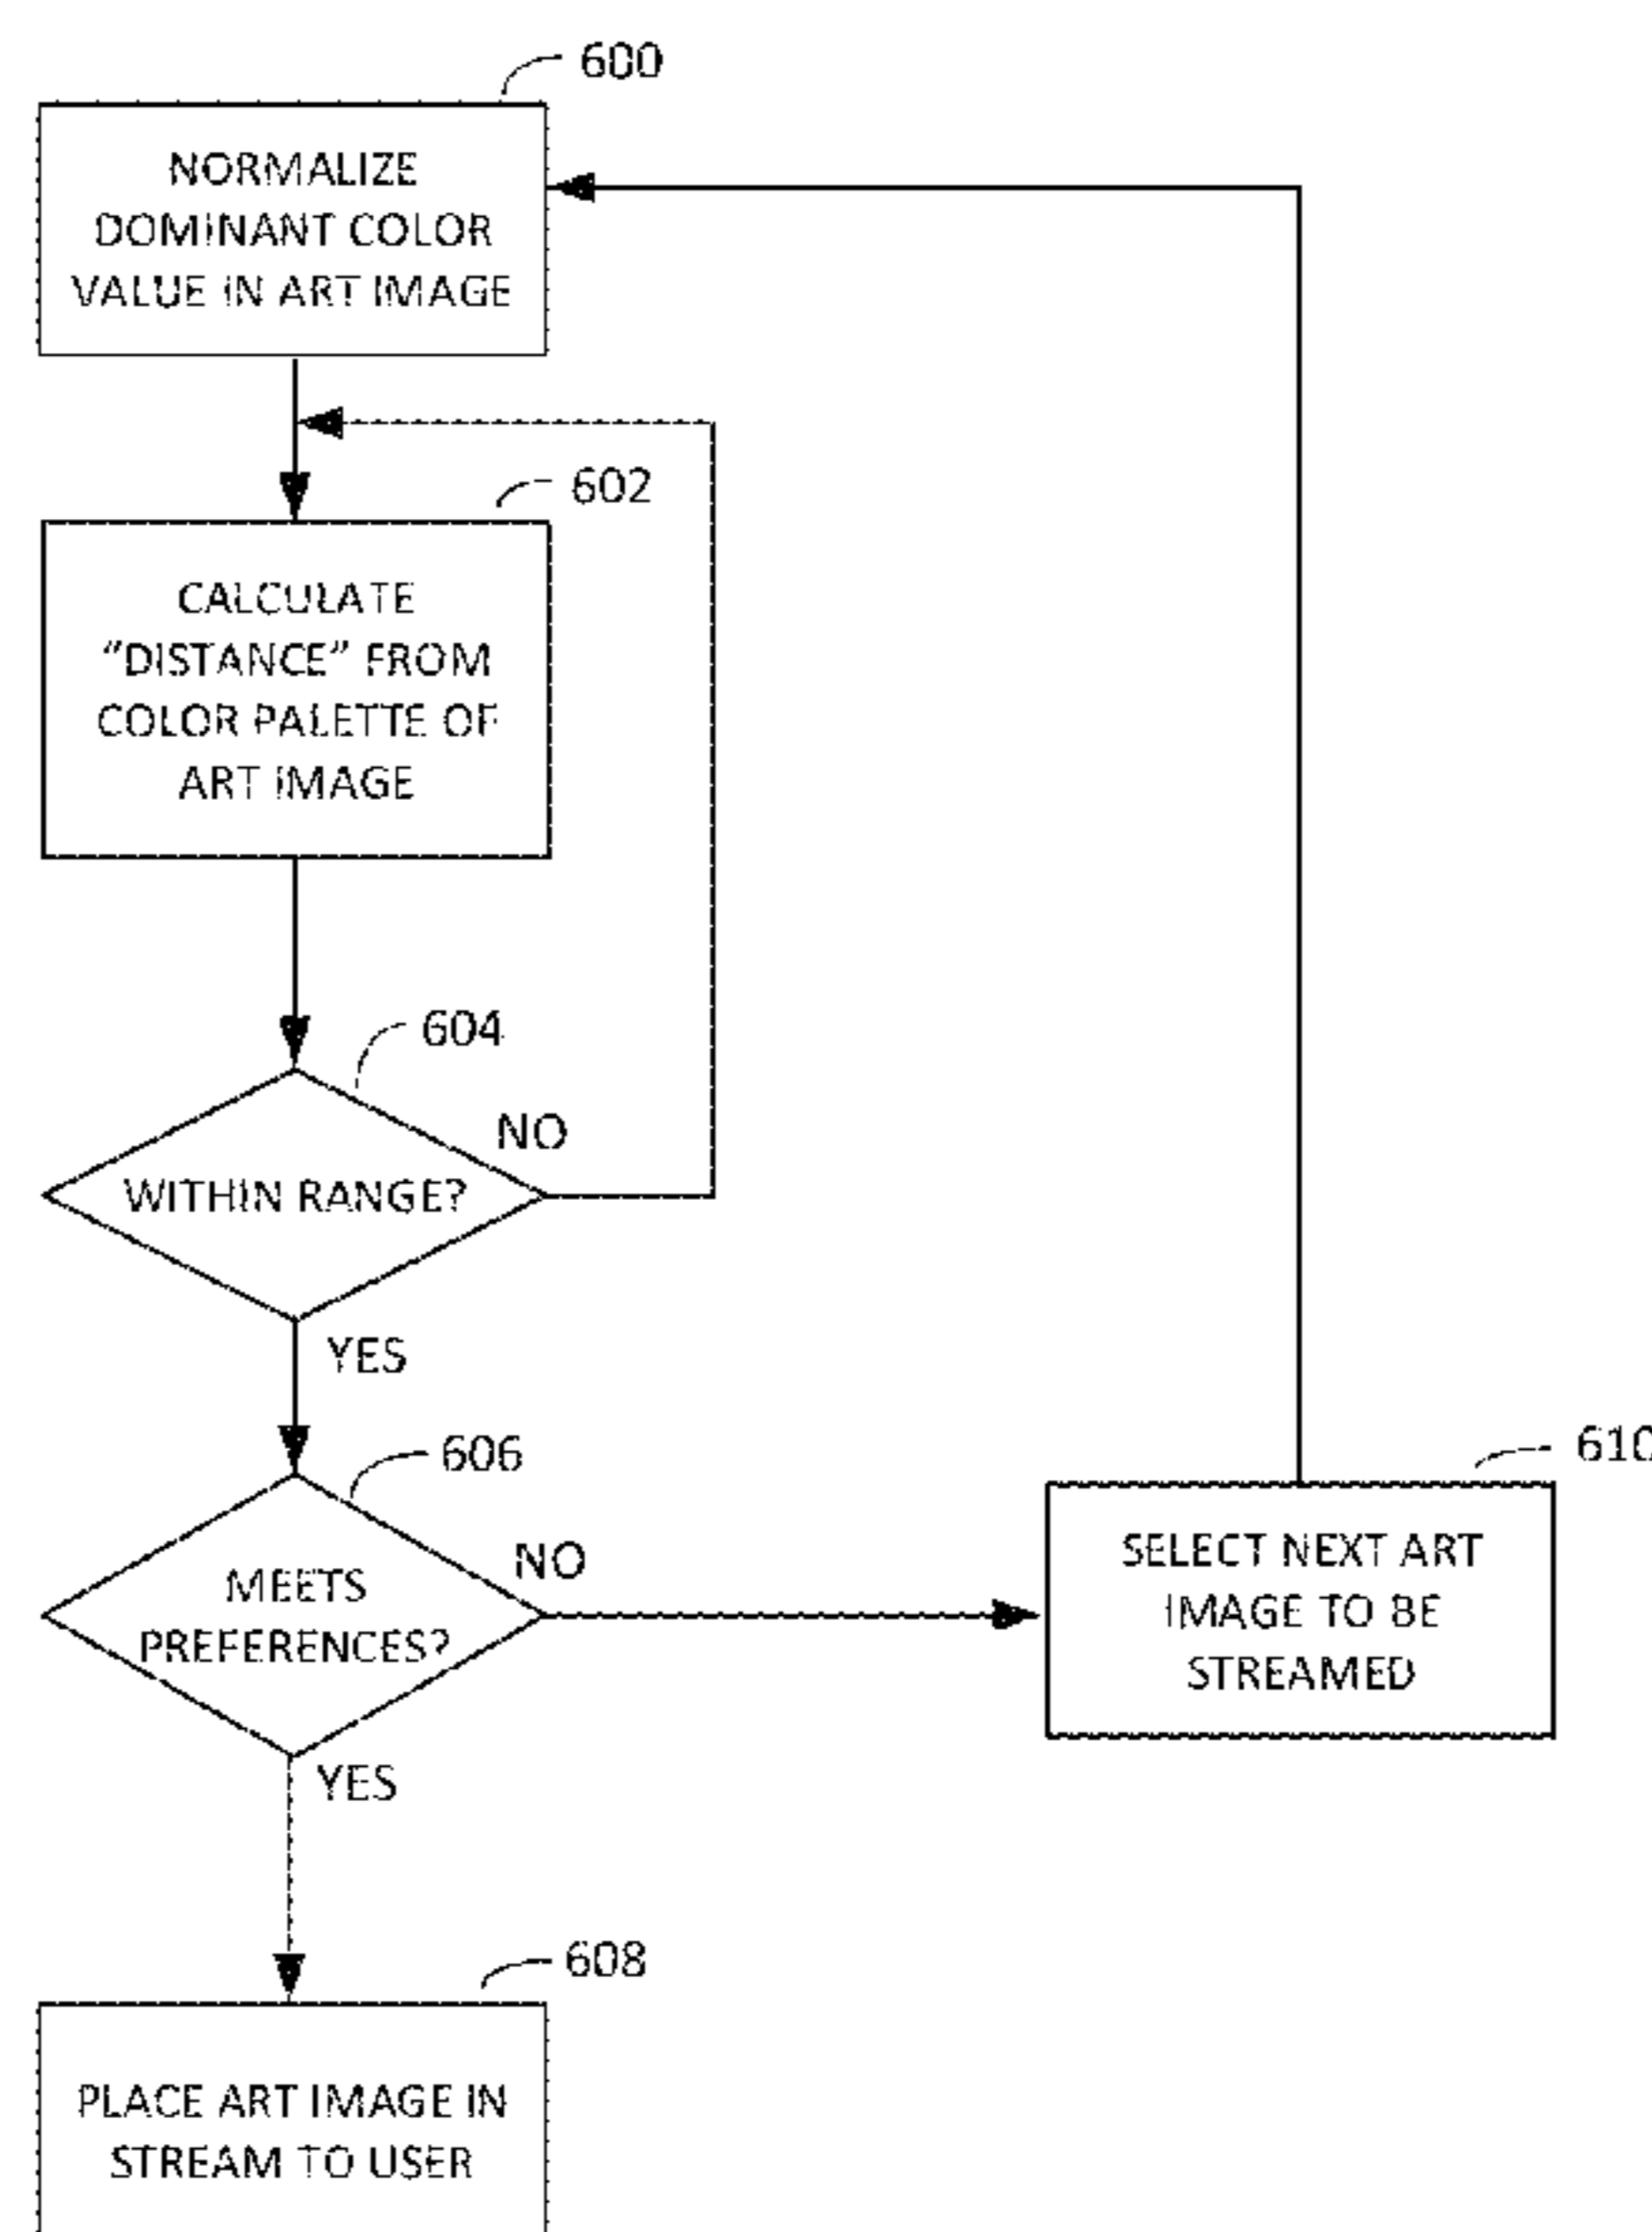 600
NORMALIZE
DOMINANT COLOR
VALUE IN ART IMAGE
602
CALCULATE
"DISTANCE" FROM
COLOR PALETTE OF
ART IMAGE
604
NO
WITHIN RANGE?
YES
606
NO
MEETS
PREFERENCES?
YES
610
SELECT NEXT ART
IMAGE TO BE
STREAMED
608
PLACE ART IMAGE IN
STREAM TO USER